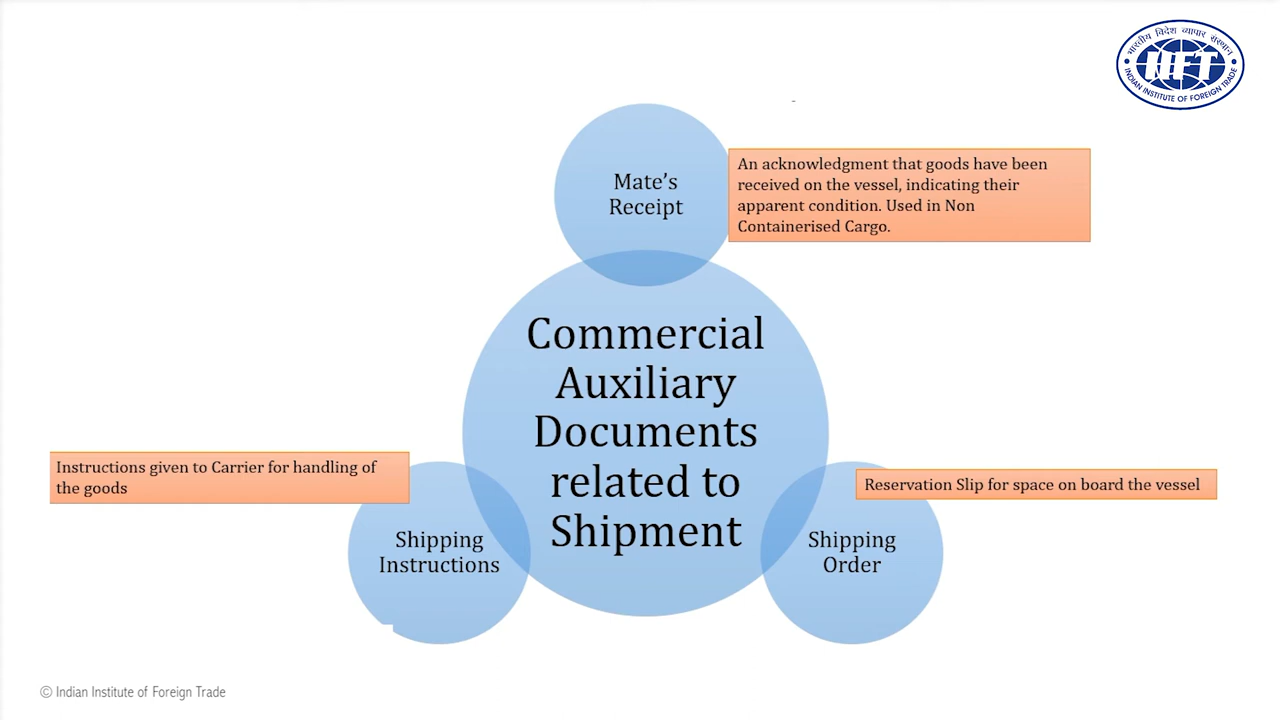 भारतीय विदेश व्यापार संस्थान
IIFT
INDIAN INSTITUTE OF FOREIGN TRADE
Mate’s
Receipt
An acknowledgment that goods have been
received on the vessel, indicating their
apparent condition. Used in Non
Containerised Cargo.
Commercial
Auxiliary
Documents
related to
Shipment
Instructions given to Carrier for handling of
the goods
Shipping
Instructions
Reservation Slip for space on board the vessel
Shipping
Order
© Indian Institute of Foreign Trade